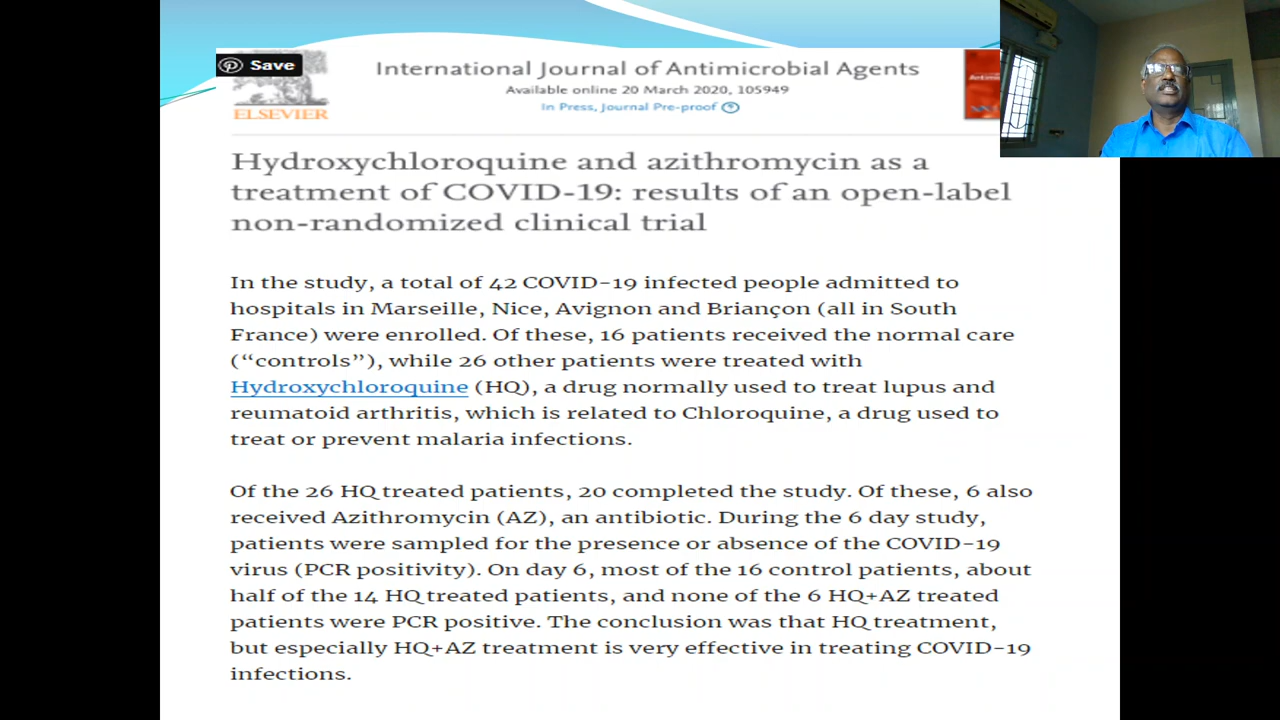 Save
ELSEVIER
International Journal of Antimicrobial Agents
Available online 20 March 2020, 105949
In Press, Journal Pre-proof
Hydroxychloroquine and azithromycin as a
treatment of COVID-19: results of an open-label
non-randomized clinical trial
In the study, a total of 42 COVID-19 infected people admitted to
hospitals in Marseille, Nice, Avignon and Briançon (all in South
France) were enrolled. Of these, 16 patients received the normal care
(“controls”), while 26 other patients were treated with
Hydroxychloroquine (HQ), a drug normally used to treat lupus and
reumatoid arthritis, which is related to Chloroquine, a drug used to
treat or prevent malaria infections.
Of the 26 HQ treated patients, 20 completed the study. Of these, 6 also
received Azithromycin (AZ), an antibiotic. During the 6 day study,
patients were sampled for the presence or absence of the COVID-19
virus (PCR positivity). On day 6, most of the 16 control patients, about
half of the 14 HQ treated patients, and none of the 6 HQ+AZ treated
patients were PCR positive. The conclusion was that HQ treatment,
but especially HQ+AZ treatment is very effective in treating COVID-19
infections.